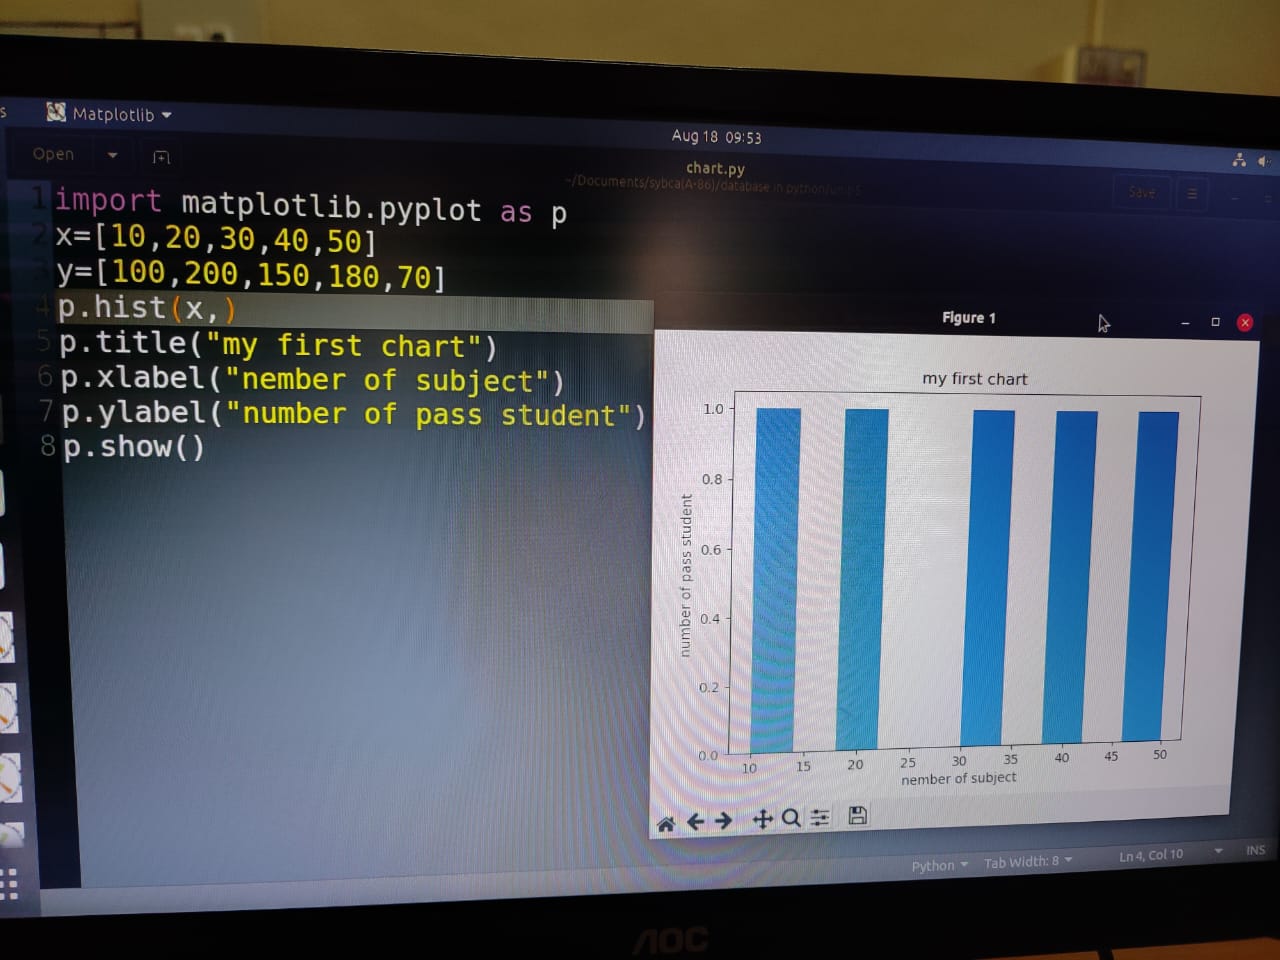 s Matplotlib
Aug 18 09:53
Open
chart.py
~/Documents/sybca(A-86)/database in python/unit 5
Save
1 import matplotlib.pyplot as p
2 x=[10,20,30,40,50]
y=[100,200,150,180,70]
4 p.hist(x,)
5 p.title("my first chart")
6 p.xlabel("nember of subject")
7 p.ylabel("number of pass student")
8 p.show()
Figure 1
my first chart
number of pass student
1.0
0.8
0.6
0.4
0.2
0.0
10 15 20 25 30 35 40 45 50
nember of subject
Python Tab Width: 8 Ln 4, Col 10 INS
AOC